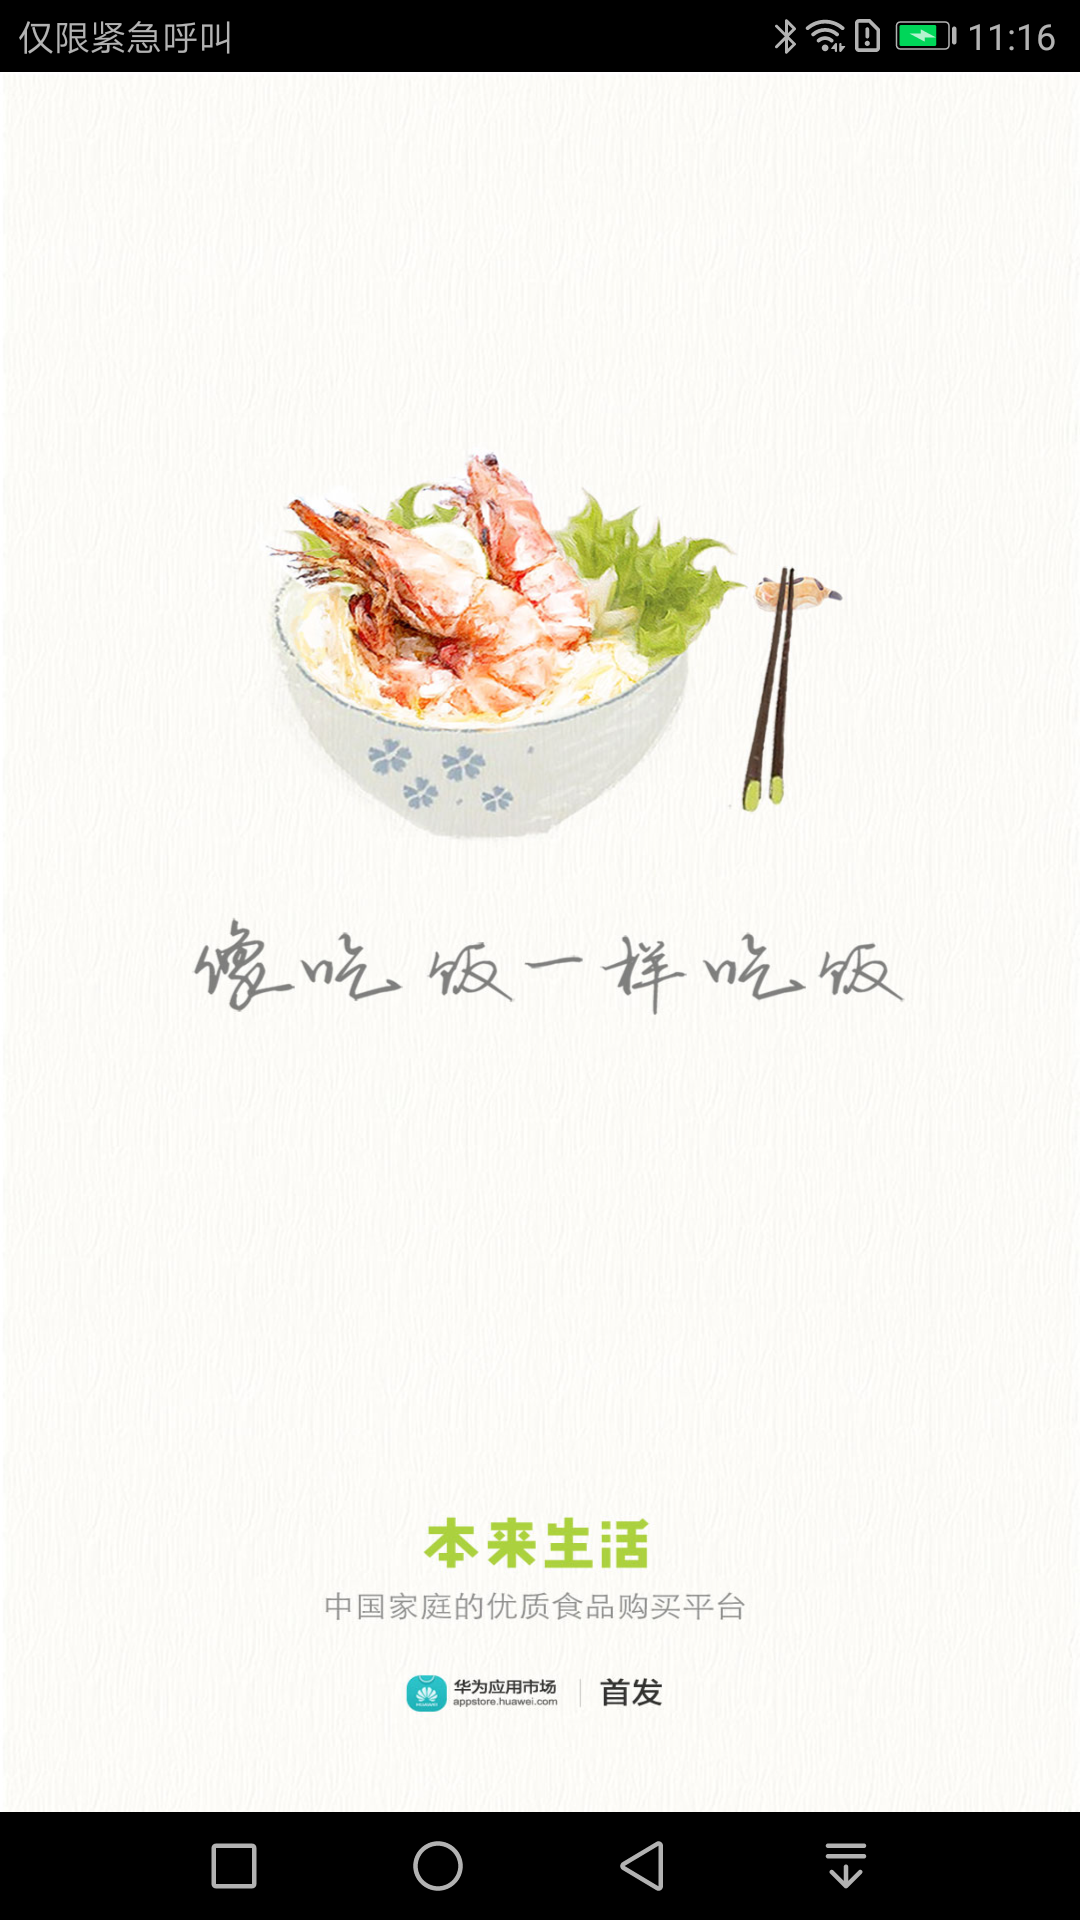 仅限紧急呼叫 11:16
像吃饭一样吃饭
本来生活
中国家庭的优质食品购买平台
华为应用市场 首发
appstore.huawei.com